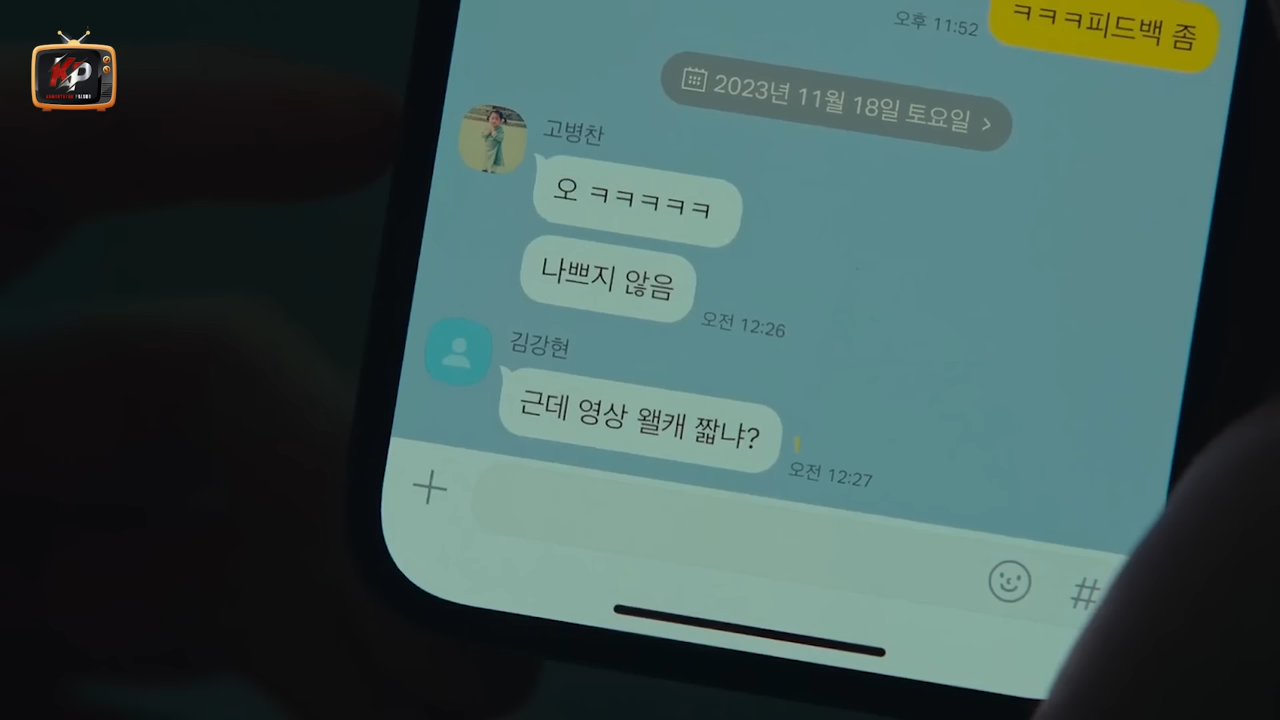 ㅋㅋㅋ피드백 좀
오후 11:52
2023년 11월 18일 토요일 >
고병찬
오 ㅋㅋㅋㅋㅋ
나쁘지 않음
오전 12:26
김강현
근데 영상 왤캐 짧냐?
오전 12:27
KP